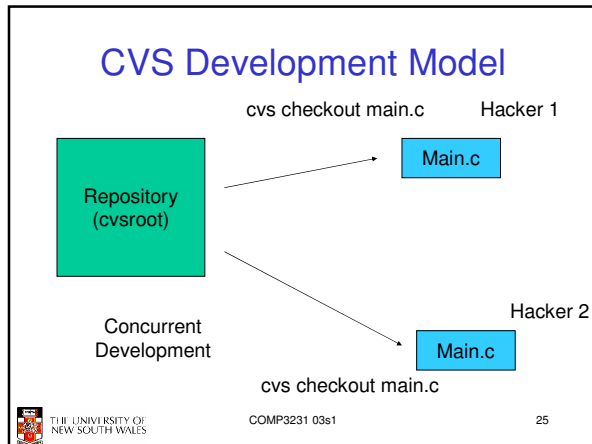 CVS Development Model
cvs checkout main.c
Hacker 1
Main.c
Repository
(cvsroot)
Hacker 2
Concurrent
Development
Main.c
cvs checkout main.c
THE UNIVERSITY OF
NEW SOUTH WALES
COMP3231 03s1
25